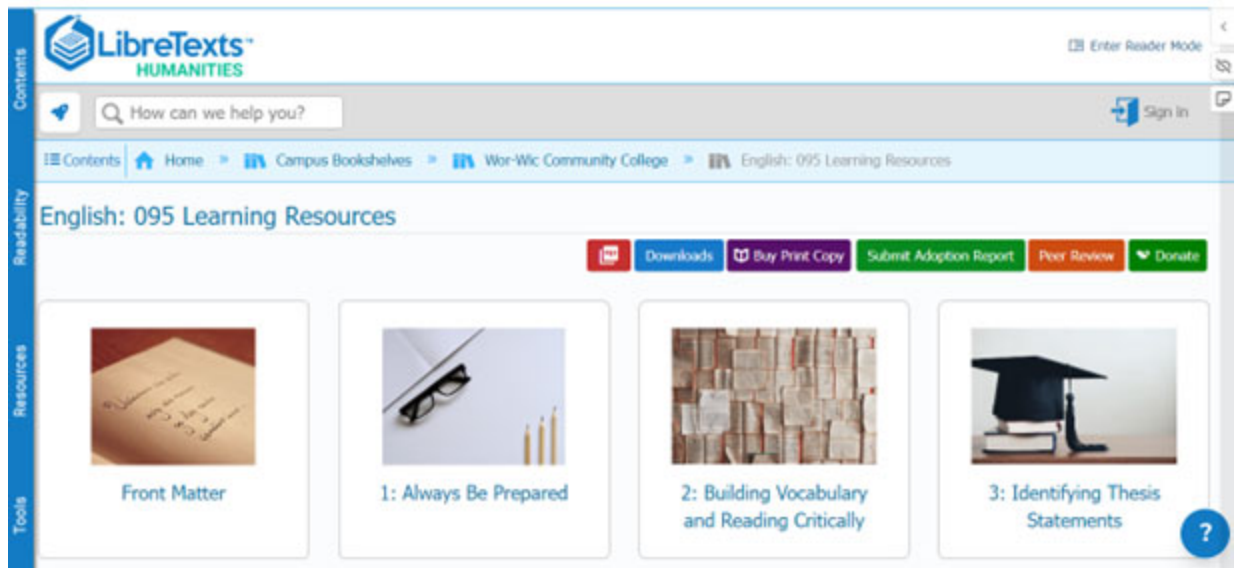 LibreTexts™
HUMANITIES
Enter Reader Mode
How can we help you?
Sign In
Contents
Home » Campus Bookshelves » Wor-Wic Community College » English: 095 Learning Resources
English: 095 Learning Resources
Downloads
Buy Print Copy
Submit Adoption Report
Peer Review
Donate
Front Matter
1: Always Be Prepared
2: Building Vocabulary
and Reading Critically
3: Identifying Thesis
Statements
?
Contents
Readability
Resources
Tools